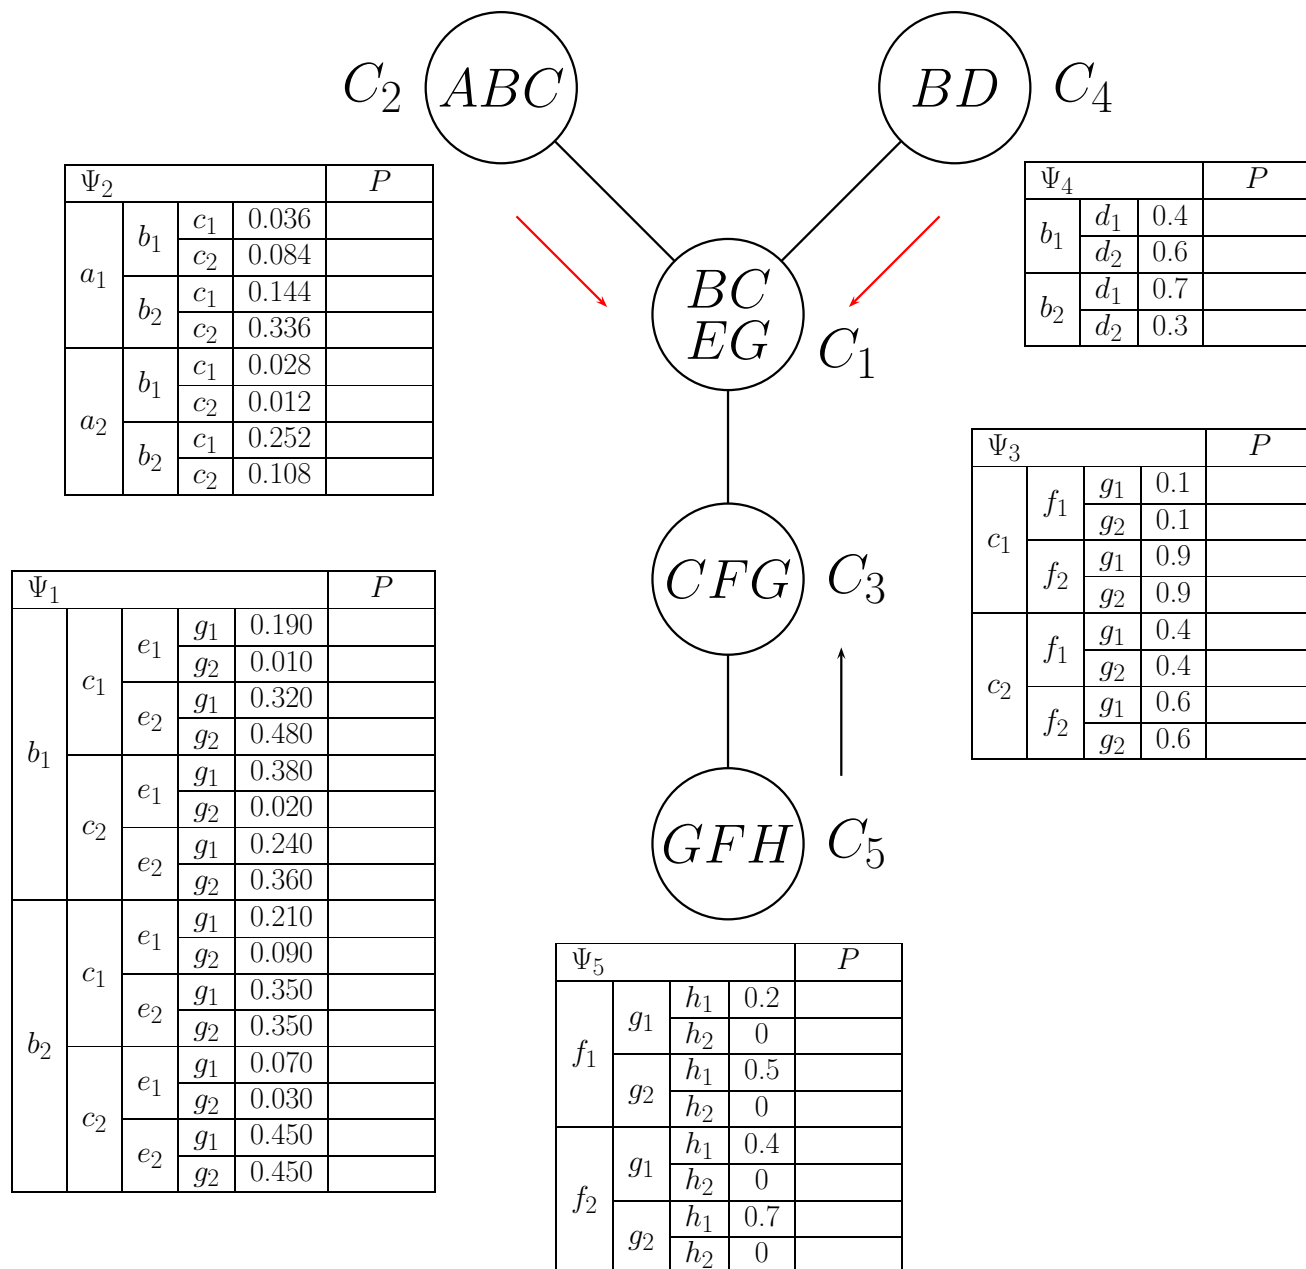 C2 ABC BD C4
Ψ2 P
a1 b1 c1 0.036
c2 0.084
b2 c1 0.144
c2 0.336
a2 b1 c1 0.028
c2 0.012
b2 c1 0.252
c2 0.108
Ψ4 P
b1 d1 0.4
d2 0.6
b2 d1 0.7
d2 0.3
BC
EG
C1
Ψ3 P
c1 f1 g1 0.1
g2 0.1
f2 g1 0.9
g2 0.9
c2 f1 g1 0.4
g2 0.4
f2 g1 0.6
g2 0.6
CFG C3
Ψ1 P
b1 c1 e1 g1 0.190
g2 0.010
e2 g1 0.320
g2 0.480
c2 e1 g1 0.380
g2 0.020
e2 g1 0.240
g2 0.360
b2 c1 e1 g1 0.210
g2 0.090
e2 g1 0.350
g2 0.350
c2 e1 g1 0.070
g2 0.030
e2 g1 0.450
g2 0.450
GFH C5
Ψ5 P
f1 g1 h1 0.2
h2 0
g2 h1 0.5
h2 0
f2 g1 h1 0.4
h2 0
g2 h1 0.7
h2 0